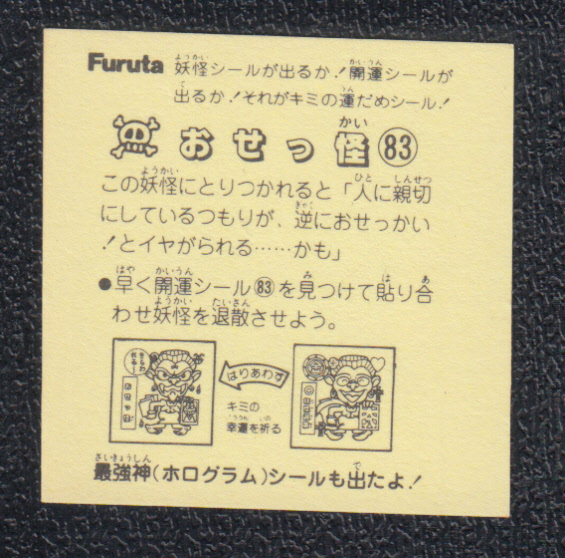 Furuta 妖怪シールが出るか!開運シールが
出るか!それがキミの運だめシール!
おせっ怪 83
この妖怪にとりつかれると「人に親切
にしているつもりが、逆におせっかい
!とイヤがられる……かも」
●早く開運シール83を見つけて貼り合
わせ妖怪を退散させよう。
はりあわす
キミの
幸運を祈る
最強神(ホログラム)シールも出たよ!